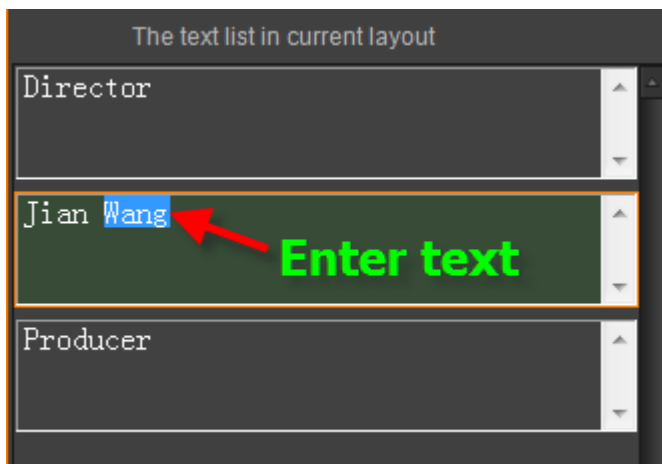 The text list in current layout
Director
Jian Wang
Enter text
Producer